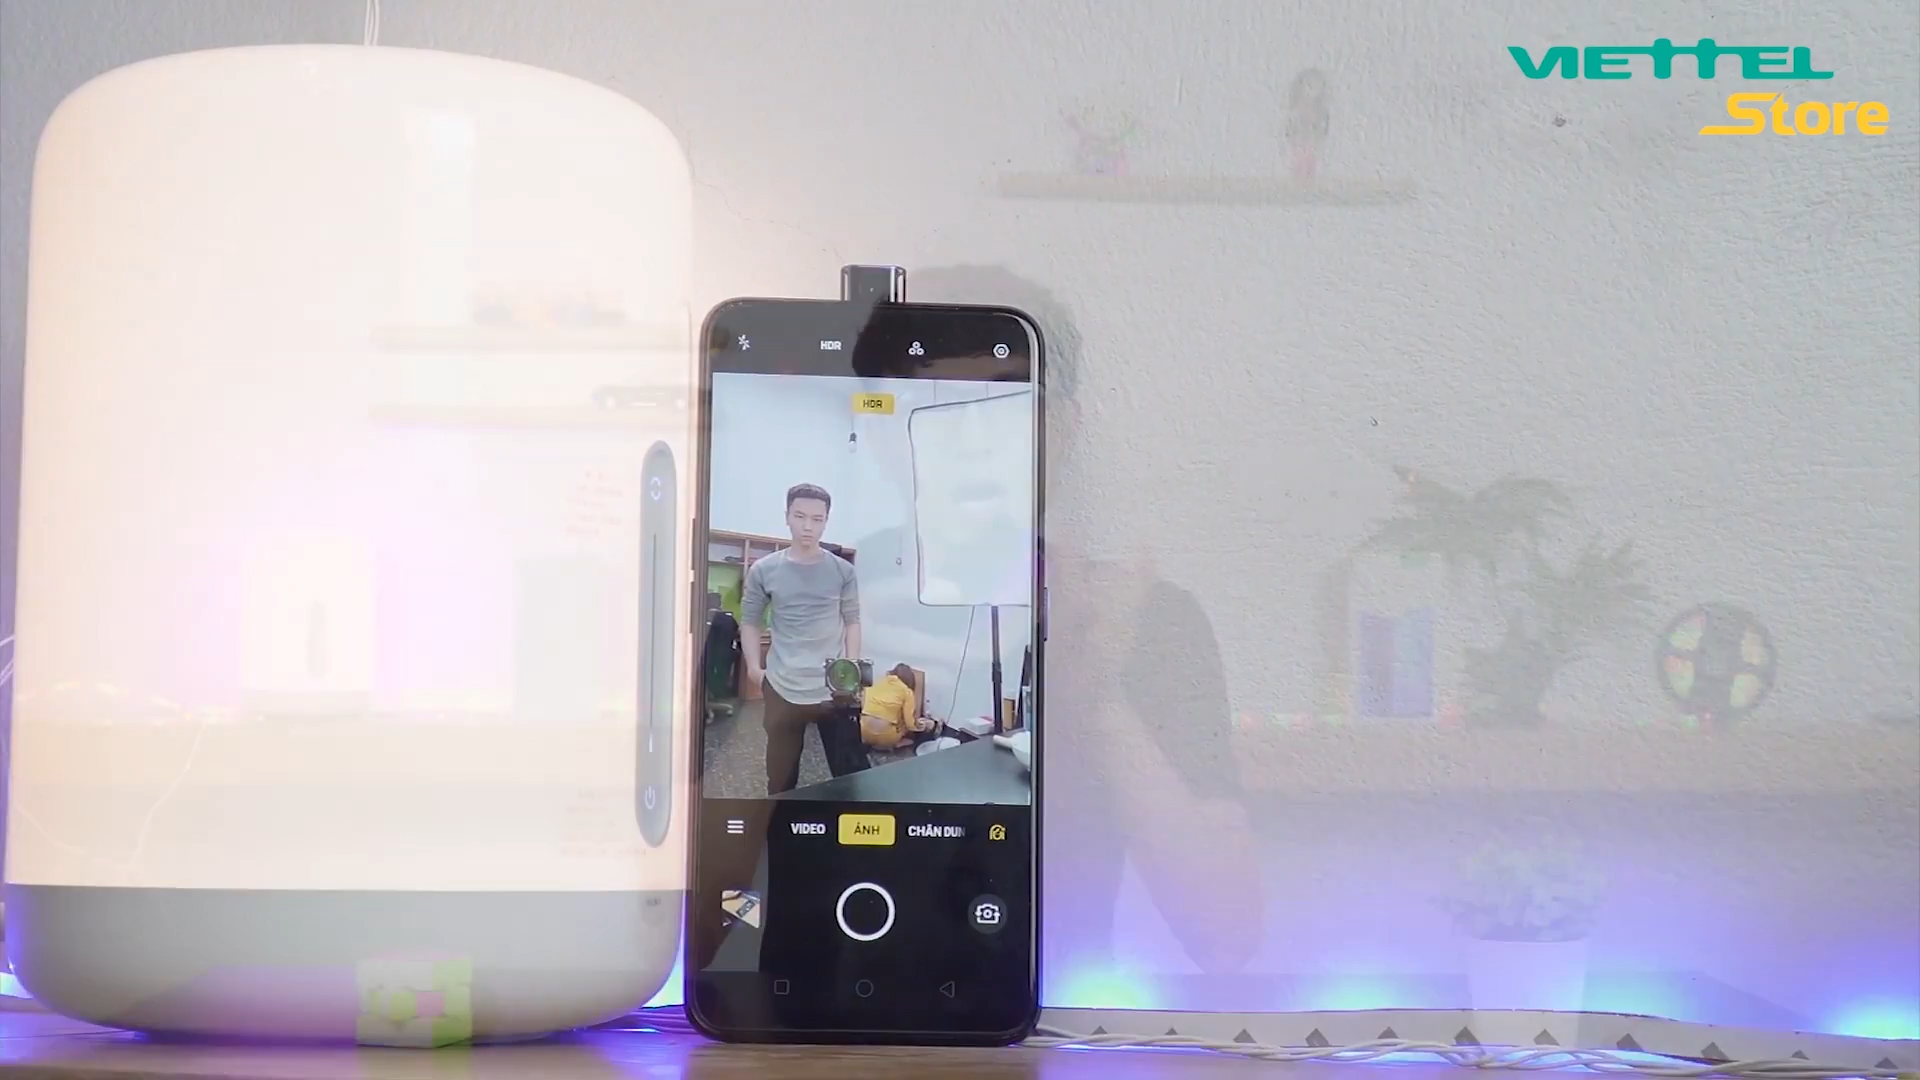 VIETTEL
Store
HDR
HDR
VIDEO
ẢNH
CHÂN DUN